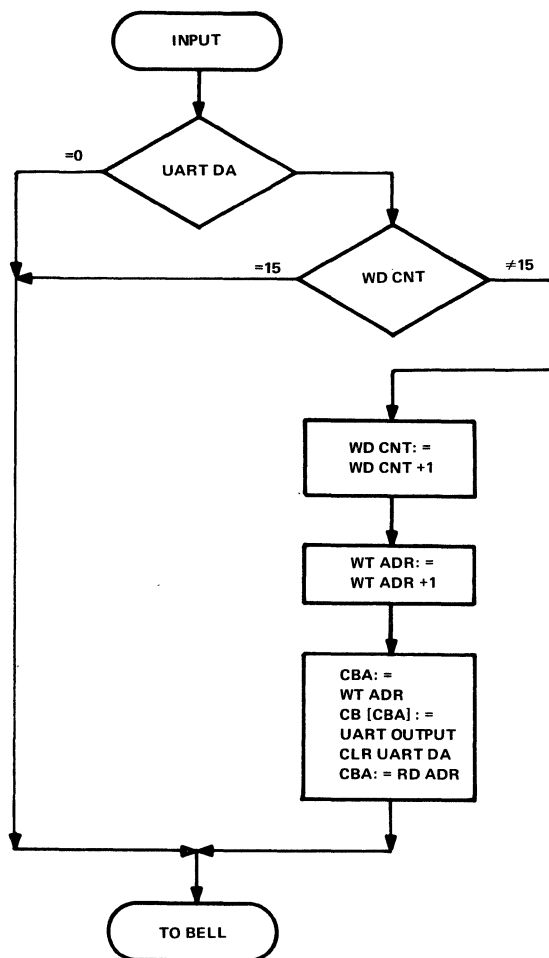 INPUT
=0
UART DA
=15
WD CNT
≠15
WD CNT: =
WD CNT +1
WT ADR: =
WT ADR +1
CBA: =
WT ADR
CB [CBA] : =
UART OUTPUT
CLR UART DA
CBA: = RD ADR
TO BELL